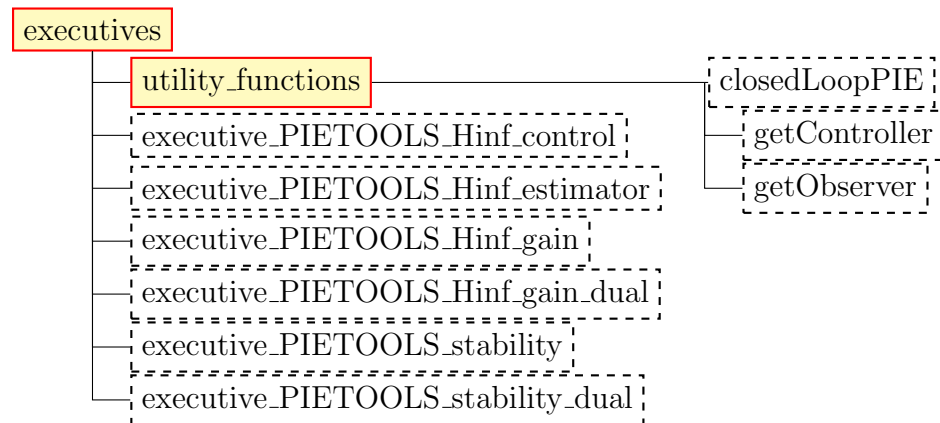 executives
utility_functions
closedLoopPIE
executive_PIETOOLS_Hinf_control
getController
executive_PIETOOLS_Hinf_estimator
getObserver
executive_PIETOOLS_Hinf_gain
executive_PIETOOLS_Hinf_gain_dual
executive_PIETOOLS_stability
executive_PIETOOLS_stability_dual